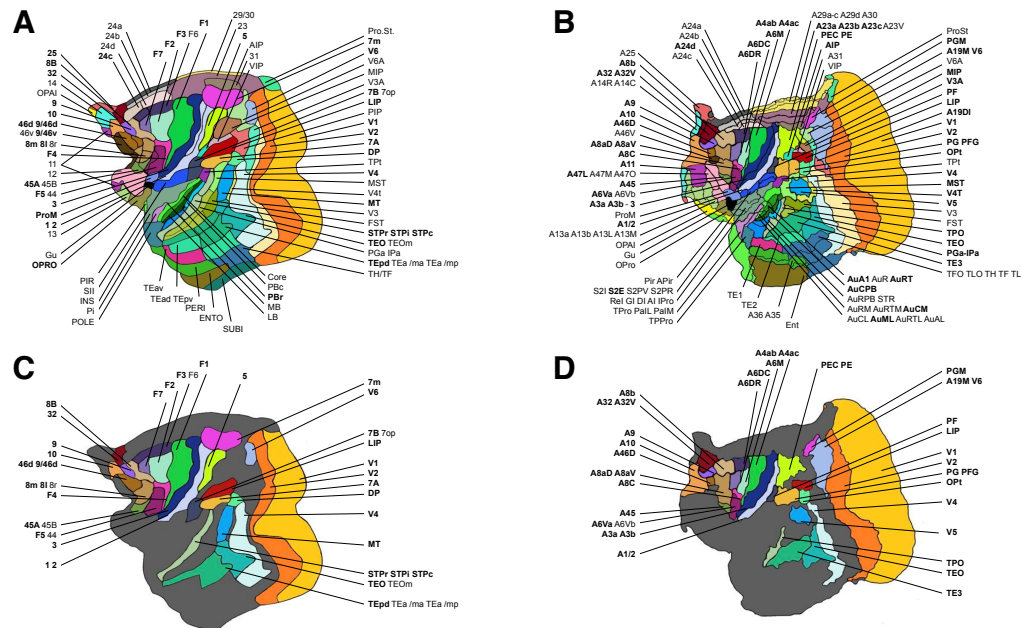 A
24a
24b
24d
24c
F7
F2
F3 F6
F1
29/30
23
5
AIP
31
VIP
Pro.St.
7m
V6
V6A
MIP
V3A
7B 7op
LIP
PIP
V1
V2
7A
DP
TPt
V4
MST
V4t
MT
V3
FST
STPr STPi STPc
TEO TEOm
PGa IPa
TEpd TEa /ma TEa /mp
TH/TF
25
8B
32
14
OPAI
9
10
46d 9/46d
46v 9/46v
8m 8l 8r
F4
11
12
45A 45B
F5 44
3
ProM
1 2
13
Gu
OPRO
PIR
SII
INS
Pi
POLE
TEav
TEad TEpv
PERI
ENTO
SUBI
Core
PBc
PBr
MB
LB
B
A24a
A24b
A24d
A24c
A4ab A4ac
A6M
A6DC
A6DR
A29a-c A29d A30
A23a A23b A23c A23V
PEC PE
AIP
A31
VIP
ProSt
PGM
A19M V6
V6A
MIP
V3A
PF
LIP
A19DI
V1
V2
PG PFG
OPt
TPt
V4
MST
V4T
V5
V3
FST
TPO
TEO
PGa-IPa
TE3
TFO TLO TH TF TL
A25
A8b
A32 A32V
A14R A14C
A9
A10
A46D
A46V
A8aD A8aV
A8C
A11
A47L A47M A47O
A45
A6Va A6Vb
A3a A3b - 3
ProM
A1/2
A13a A13b A13L A13M
OPAI
Gu
OPro
Pir APir
S2I S2E S2PV S2PR
ReI GI DI AI IPro
TPro PaIL PaIM
TPPro
TE1
TE2
A36 A35
Ent
AuA1 AuR AuRT
AuCPB
AuRPB STR
AuRM AuRTM AuCM
AuCL AuML AuRTL AuAL
C
F7
F2
F3 F6
F1
5
7m
V6
7B 7op
LIP
V1
V2
7A
DP
V4
MT
STPr STPi STPc
TEO TEOm
TEpd TEa /ma TEa /mp
8B
32
9
10
46d 9/46d
8m 8l 8r
F4
45A 45B
F5 44
3
1 2
D
A4ab A4ac
A6M
A6DC
A6DR
PEC PE
PGM
A19M V6
PF
LIP
V1
V2
PG PFG
OPt
V4
V5
TPO
TEO
TE3
A8b
A32 A32V
A9
A10
A46D
A8aD A8aV
A8C
A45
A6Va A6Vb
A3a A3b
A1/2